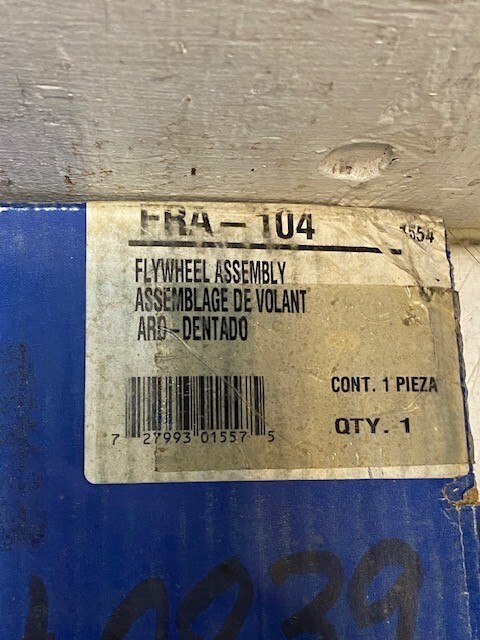 FRA-104
1554
FLYWHEEL ASSEMBLY
ASSEMBLAGE DE VOLANT
ARO-DENTADO
CONT. 1 PIEZA
QTY. 1
7 27993 01557 5